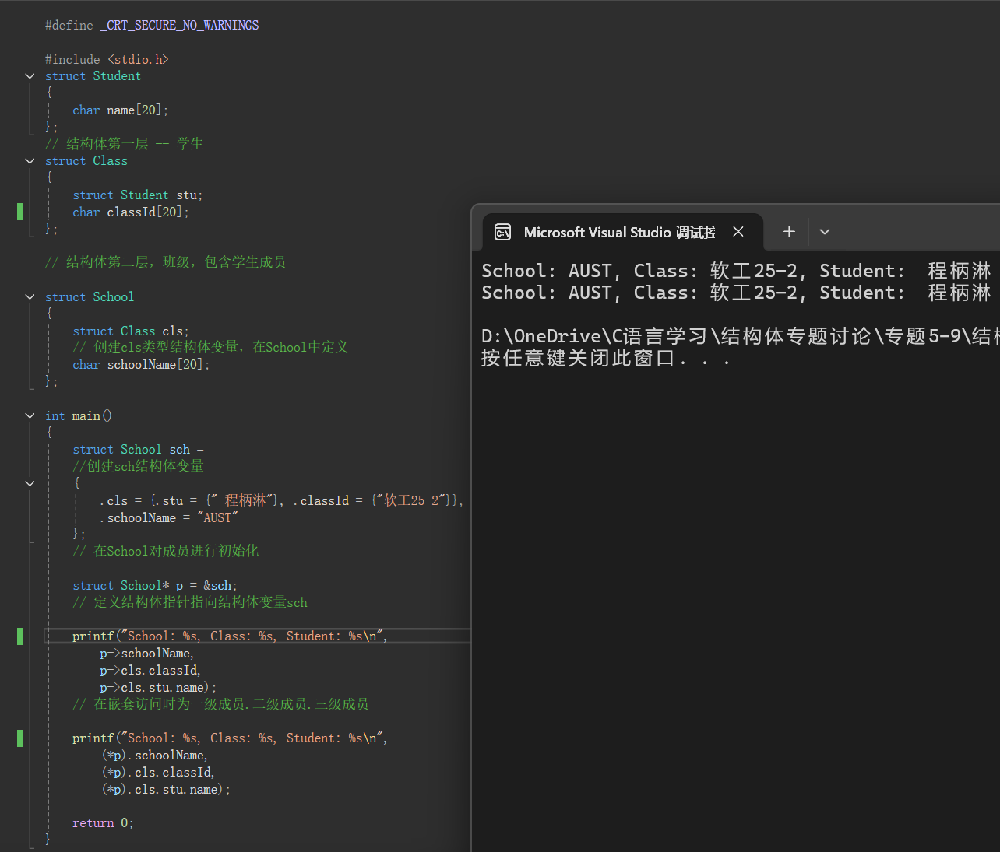 #define _CRT_SECURE_NO_WARNINGS
#include <stdio.h>
struct Student
{
char name[20];
};
// 结构体第一层 -- 学生
struct Class
{
struct Student stu;
char classId[20];
};
// 结构体第二层，班级，包含学生成员
struct School
{
struct Class cls;
// 创建cls类型结构体变量，在School中定义
char schoolName[20];
};
int main()
{
struct School sch =
//创建sch结构体变量
{
.cls = {.stu = {" 程柄淋"}, .classId = {"软工25-2"}},
.schoolName = "AUST"
};
// 在School对成员进行初始化
struct School* p = &sch;
// 定义结构体指针指向结构体变量sch
printf("School: %s, Class: %s, Student: %s\n",
p->schoolName,
p->cls.classId,
p->cls.stu.name);
// 在嵌套访问时为一级成员.二级成员.三级成员
printf("School: %s, Class: %s, Student: %s\n",
(*p).schoolName,
(*p).cls.classId,
(*p).cls.stu.name);
return 0;
}
Microsoft Visual Studio 调试控
School: AUST, Class: 软工25-2, Student:  程柄淋
School: AUST, Class: 软工25-2, Student:  程柄淋
D:\OneDrive\C语言学习\结构体专题讨论\专题5-9\结构
按任意键关闭此窗口. . .